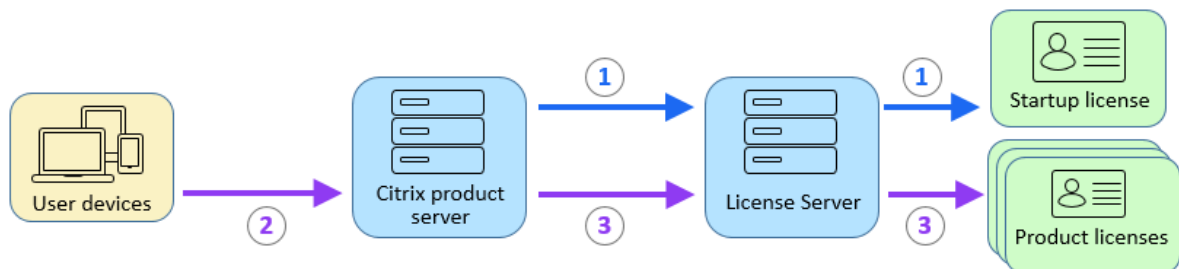 1
1
Startup license
User devices
2
Citrix product
server
3
License Server
3
Product licenses